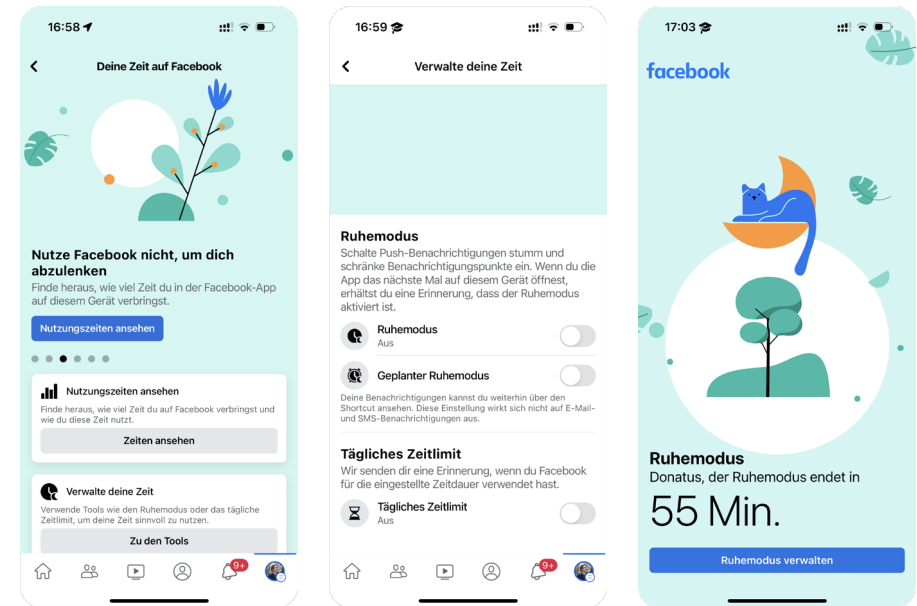 16:58
Deine Zeit auf Facebook
Nutze Facebook nicht, um dich
abzulenken
Finde heraus, wie viel Zeit du in der Facebook-App
auf diesem Gerät verbringst.
Nutzungszeiten ansehen
Nutzungszeiten ansehen
Finde heraus, wie viel Zeit du auf Facebook verbringst und
wie du diese Zeit nutzt.
Zeiten ansehen
Verwalte deine Zeit
Verwende Tools wie den Ruhemodus oder das tägliche
Zeitlimit, um deine Zeit sinnvoll zu nutzen.
Zu den Tools
9+
16:59
Verwalte deine Zeit
Ruhemodus
Schalte Push-Benachrichtigungen stumm und
schränke Benachrichtigungspunkte ein. Wenn du die
App das nächste Mal auf diesem Gerät öffnest,
erhältst du eine Erinnerung, dass der Ruhemodus
aktiviert ist.
Ruhemodus
Aus
Geplanter Ruhemodus
Deine Benachrichtigungen kannst du weiterhin über den
Shortcut ansehen. Diese Einstellung wirkt sich nicht auf E-Mail-
und SMS-Benachrichtigungen aus.
Tägliches Zeitlimit
Wir senden dir eine Erinnerung, wenn du Facebook
für die eingestellte Zeitdauer verwendet hast.
Tägliches Zeitlimit
Aus
9+
17:03
facebook
Ruhemodus
Donatus, der Ruhemodus endet in
55 Min.
Ruhemodus verwalten